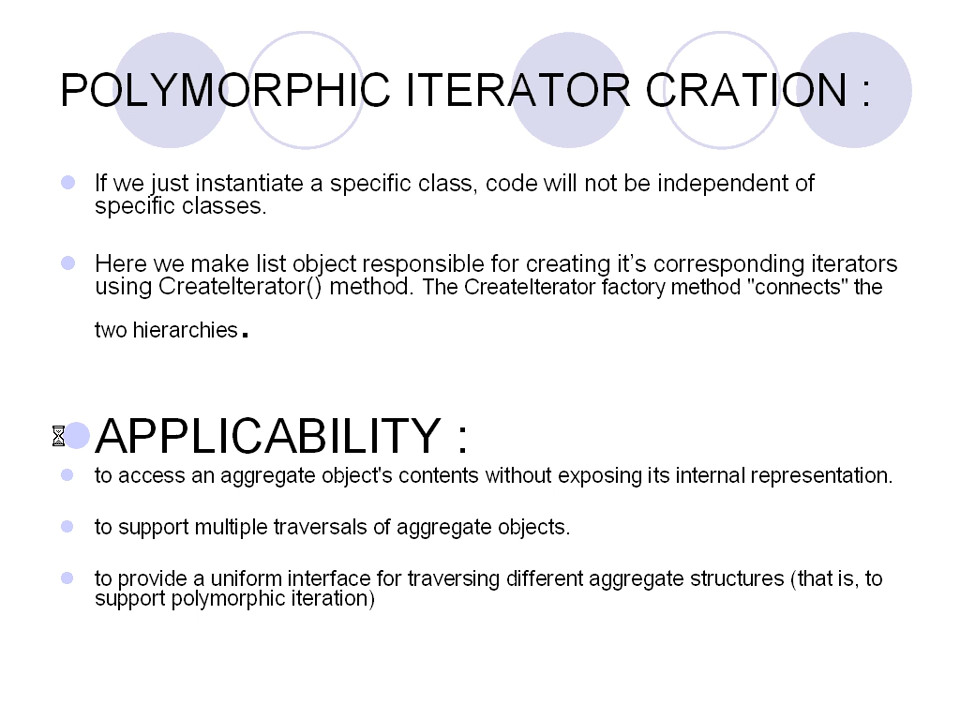 POLYMORPHIC ITERATOR CRATION :
If we just instantiate a specific class, code will not be independent of
specific classes.
Here we make list object responsible for creating it’s corresponding iterators
using CreateIterator() method. The CreateIterator factory method "connects" the
two hierarchies.
APPLICABILITY :
to access an aggregate object's contents without exposing its internal representation.
to support multiple traversals of aggregate objects.
to provide a uniform interface for traversing different aggregate structures (that is, to
support polymorphic iteration)